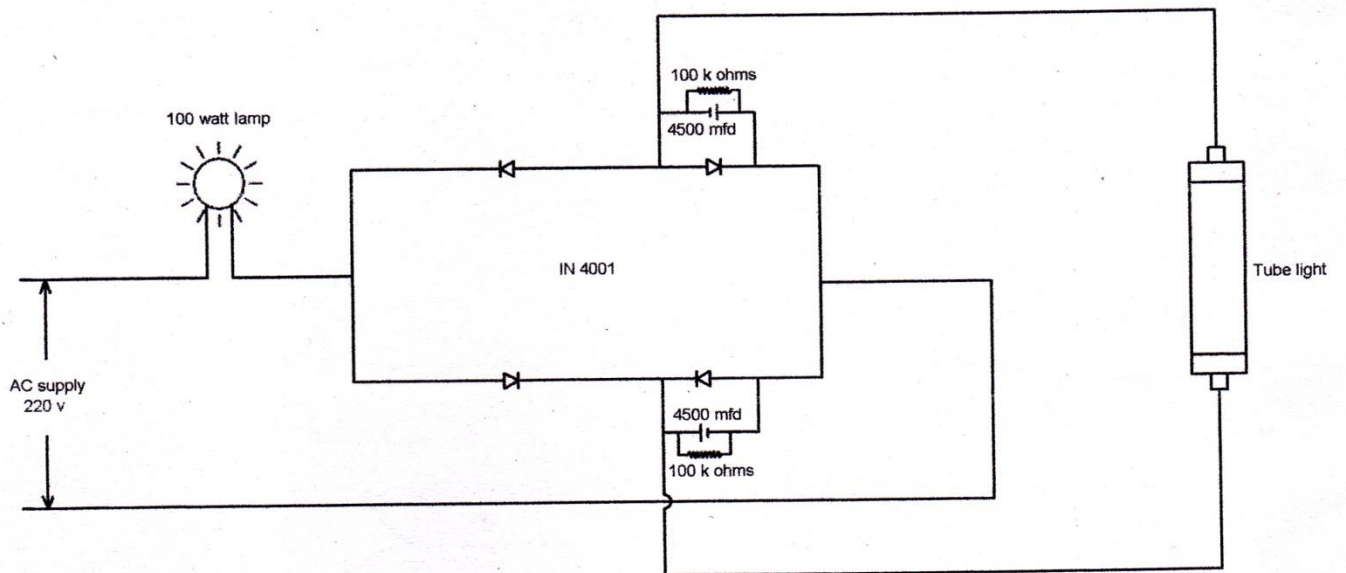 100 k ohms
4500 mfd
100 watt lamp
IN 4001
Tube light
AC supply
220 v
4500 mfd
100 k ohms